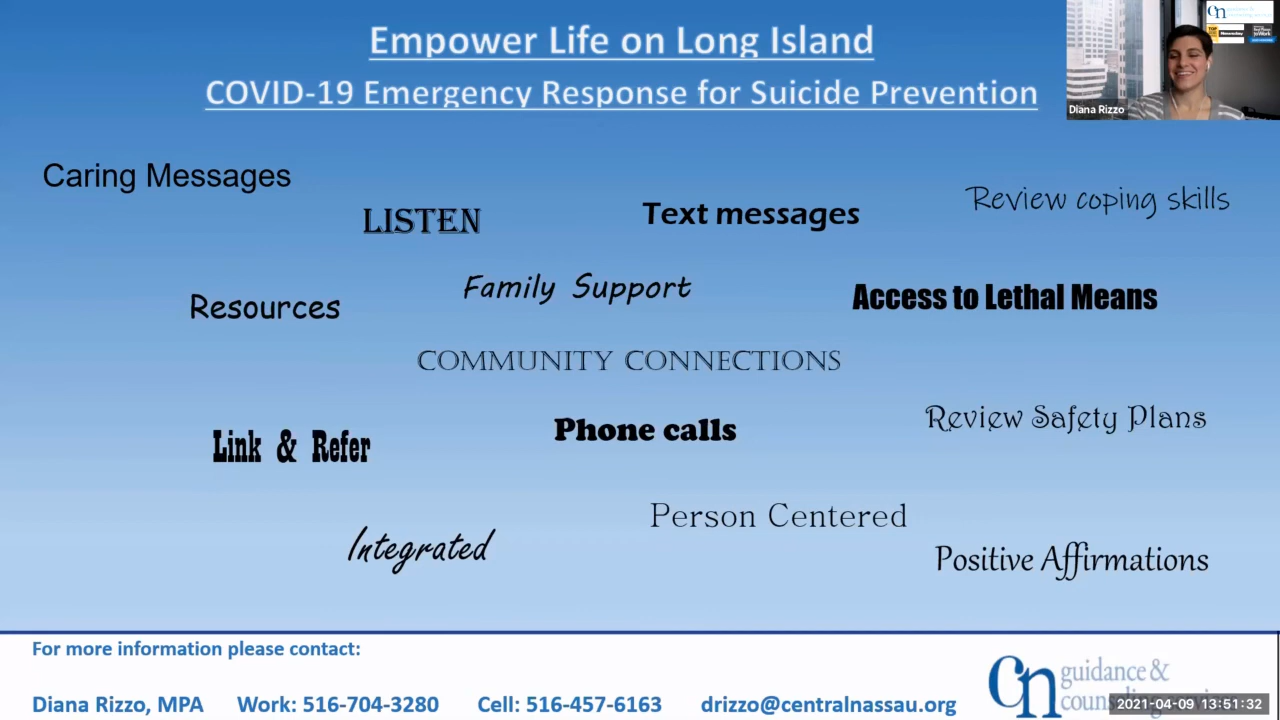 Empower Life on Long Island
COVID-19 Emergency Response for Suicide Prevention
Diana Rizzo
Caring Messages
LISTEN
Text messages
Review coping skills
Resources
Family Support
Access to Lethal Means
COMMUNITY CONNECTIONS
Link & Refer
Phone calls
Review Safety Plans
Integrated
Person Centered
Positive Affirmations
For more information please contact:
Diana Rizzo, MPA Work: 516-704-3280 Cell: 516-457-6163 drizzo@centralnassau.org
cn guidance &
2021-04-09 13:51:32